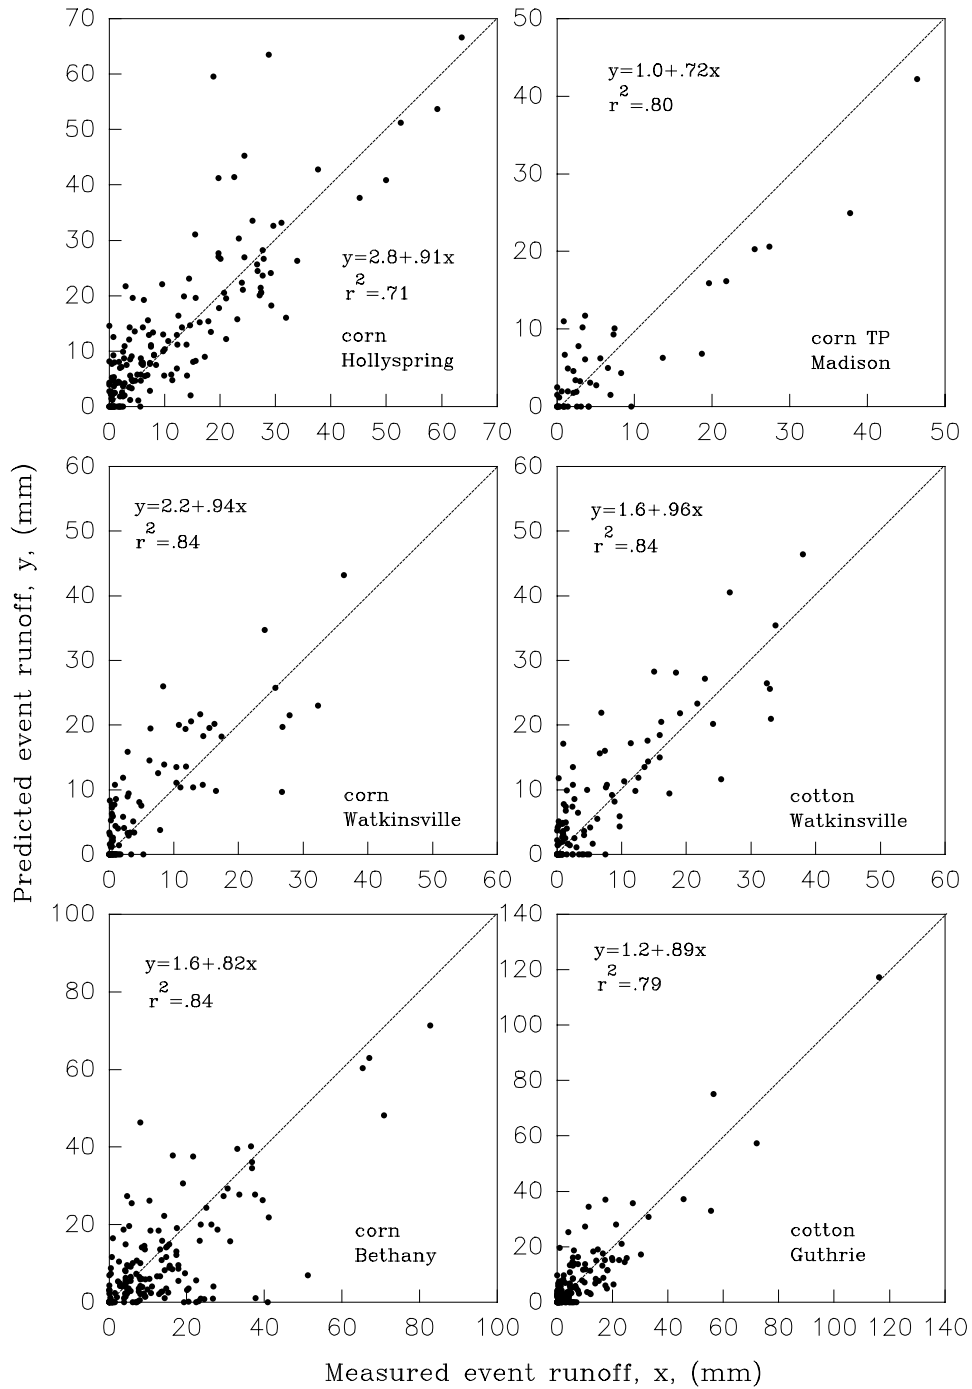 70
60
50
40
30
20
10
0
0 10 20 30 40 50 60 70
y=2.8+.91x
r2=.71
corn
Hollyspring
50
40
30
20
10
0
0 10 20 30 40 50
y=1.0+.72x
r2=.80
corn TP
Madison
Predicted event runoff, y, (mm)
60
50
40
30
20
10
0
0 10 20 30 40 50 60
y=2.2+.94x
r2=.84
corn
Watkinsville
60
50
40
30
20
10
0
0 10 20 30 40 50 60
y=1.6+.96x
r2=.84
cotton
Watkinsville
100
80
60
40
20
0
0 20 40 60 80 100
y=1.6+.82x
r2=.84
corn
Bethany
140
120
100
80
60
40
20
0
0 20 40 60 80 100 120 140
y=1.2+.89x
r2=.79
cotton
Guthrie
Measured event runoff, x, (mm)